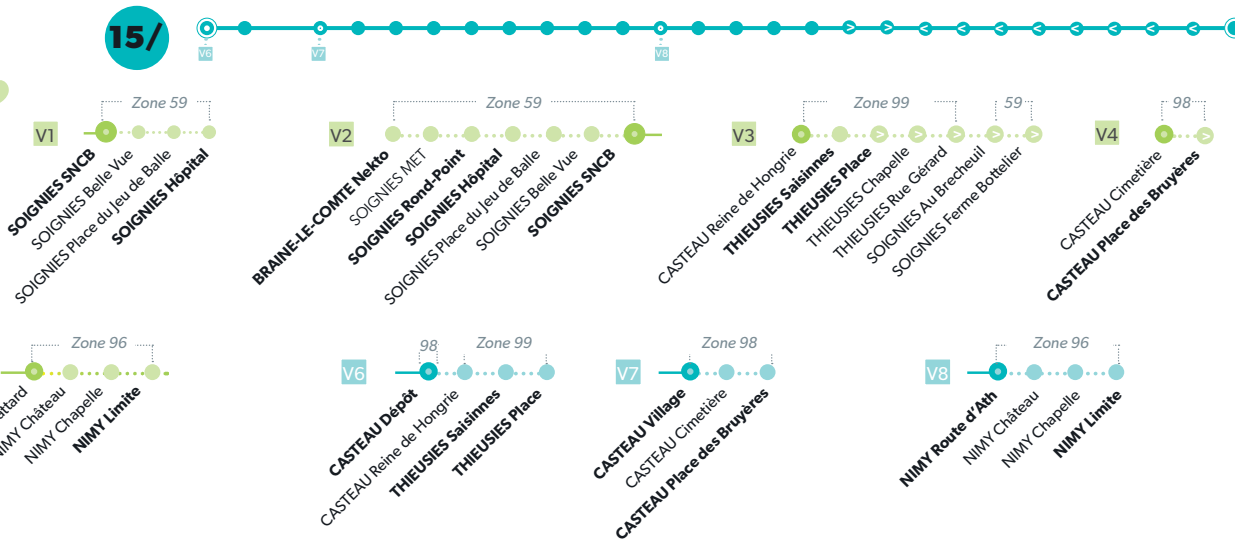 15/
V6
V7
V8
Zone 59
V1
SOIGNIES SNCB
SOIGNIES Belle Vue
SOIGNIES Place du Jeu de Balle
SOIGNIES Hôpital
Zone 59
V2
BRAINE-LE-COMTE Nekto
SOIGNIES MET
SOIGNIES Rond-Point
SOIGNIES Hôpital
SOIGNIES Place du Jeu de Balle
SOIGNIES Belle Vue
SOIGNIES SNCB
Zone 99
59
V3
CASTEAU Reine de Hongrie
THIEUSIES Saisinnes
THIEUSIES Place
THIEUSIES Chapelle
THIEUSIES Rue Gérard
SOIGNIES Au Brecheuil
SOIGNIES Ferme Bottelier
98
V4
CASTEAU Cimetière
CASTEAU Place des Bruyères
Zone 96
NIMY Château
NIMY Chapelle
NIMY Limite
98
Zone 99
V6
CASTEAU Dépôt
CASTEAU Reine de Hongrie
THIEUSIES Saisinnes
THIEUSIES Place
Zone 98
V7
CASTEAU Village
CASTEAU Cimetière
CASTEAU Place des Bruyères
Zone 96
V8
NIMY Route d'Ath
NIMY Château
NIMY Chapelle
NIMY Limite